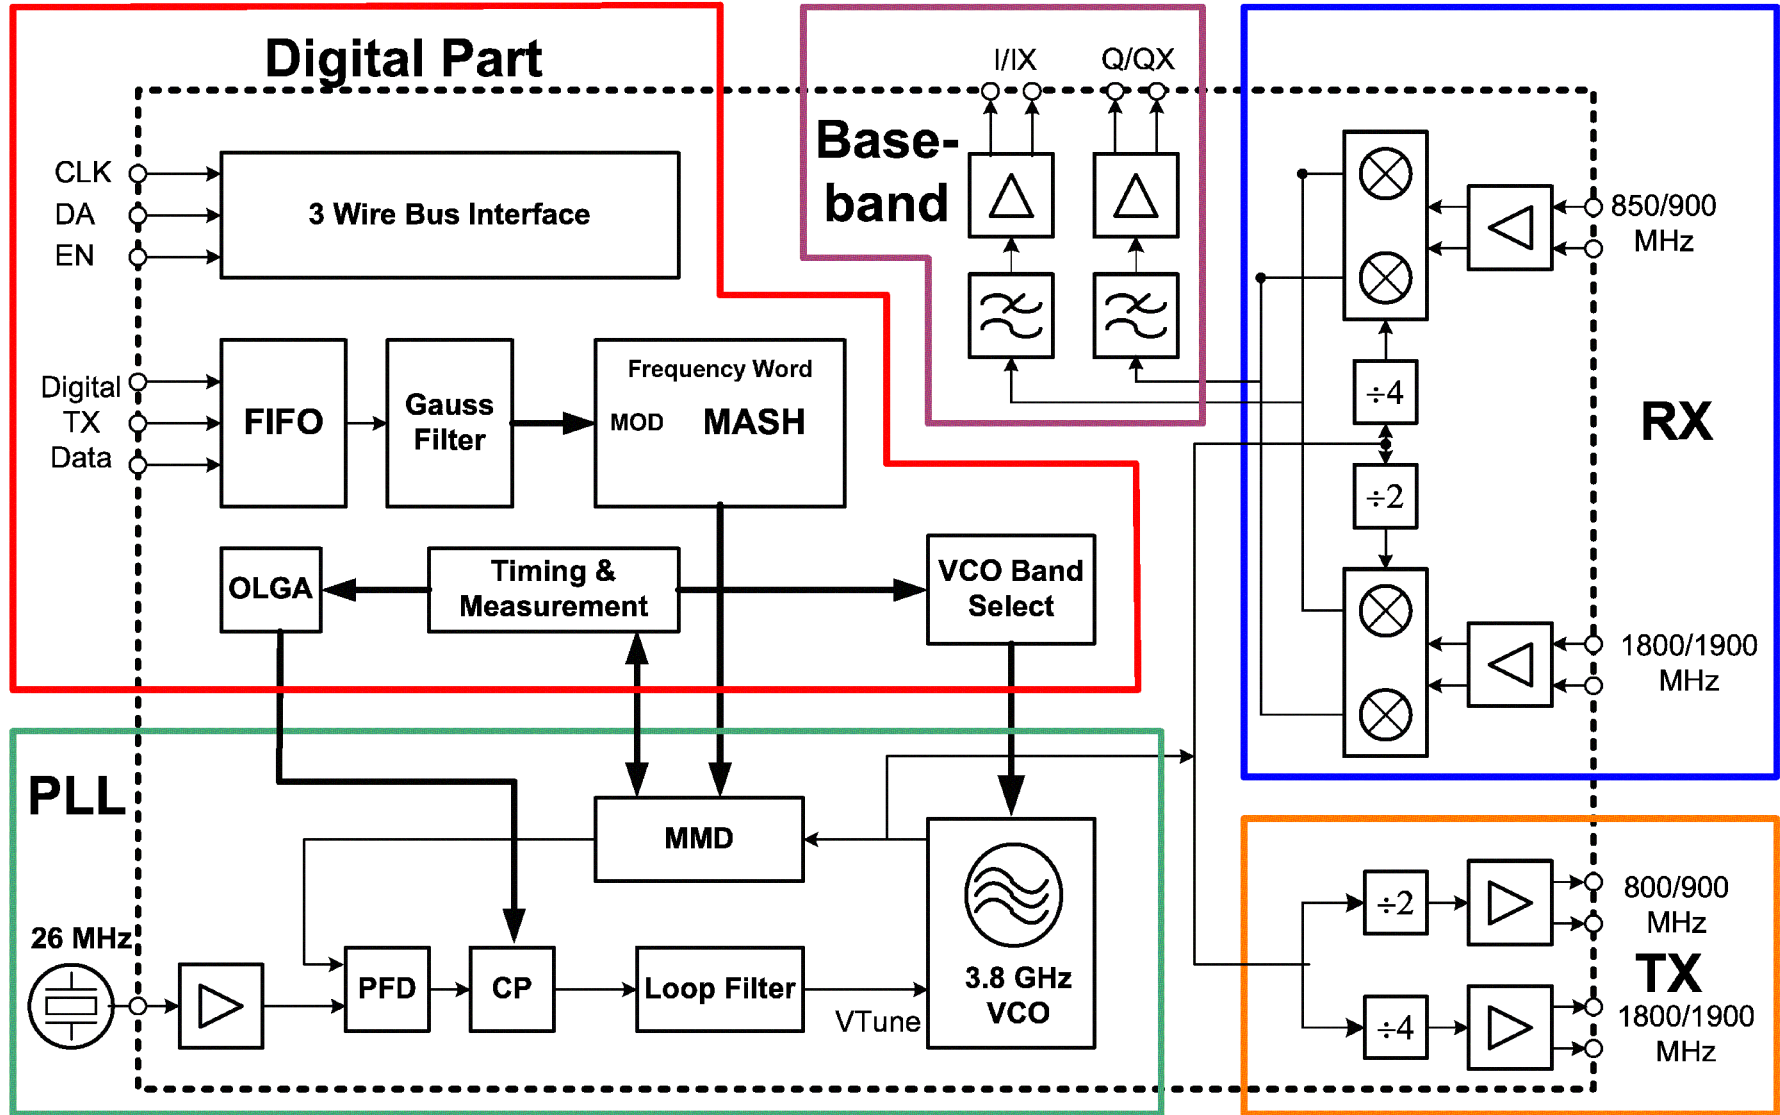 Digital Part
I/IX
Q/QX
Base-
band
CLK
DA
EN
3 Wire Bus Interface
850/900
MHz
Digital
TX
Data
FIFO
Gauss
Filter
Frequency Word
MOD
MASH
÷4
÷2
RX
OLGA
Timing &
Measurement
VCO Band
Select
1800/1900
MHz
PLL
MMD
26 MHz
PFD
CP
Loop Filter
VTune
3.8 GHz
VCO
÷2
800/900
MHz
TX
÷4
1800/1900
MHz